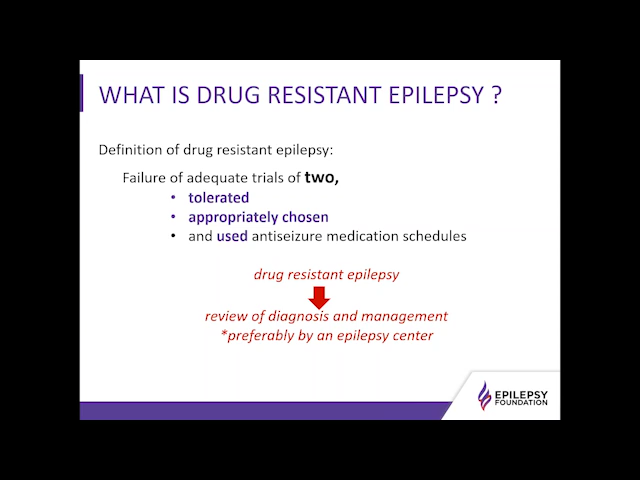 WHAT IS DRUG RESISTANT EPILEPSY ?
Definition of drug resistant epilepsy:
Failure of adequate trials of two,
• tolerated
• appropriately chosen
• and used antiseizure medication schedules
drug resistant epilepsy
review of diagnosis and management
*preferably by an epilepsy center
EPILEPSY
FOUNDATION